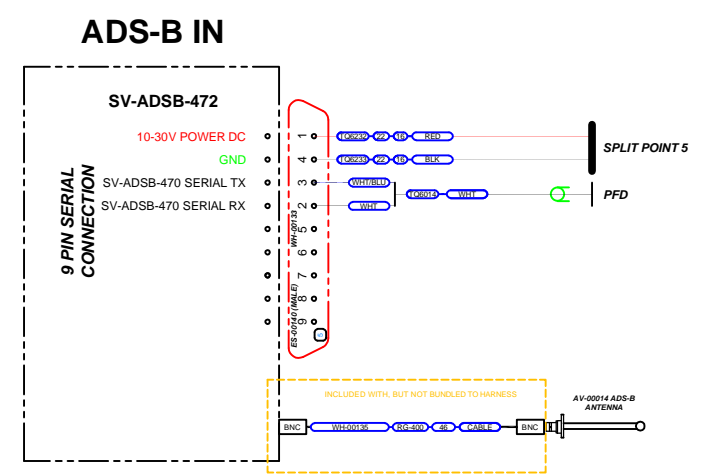 ADS-B IN
SV-ADSB-472
10-30V POWER DC
GND
SV-ADSB-470 SERIAL TX
SV-ADSB-470 SERIAL RX
9 PIN SERIAL
CONNECTION
1
4
3
2
5
6
7
8
9
WH-00133
ES-00140 (MALE)
TQ6232 22 16 RED
TQ6233 22 16 BLK
WHT/BLU
WHT
TQ6014 WHT
SPLIT POINT 5
PFD
INCLUDED WITH, BUT NOT BUNDLED TO HARNESS
BNC WH-00135 RG-400 46 CABLE BNC
AV-00014 ADS-B
ANTENNA